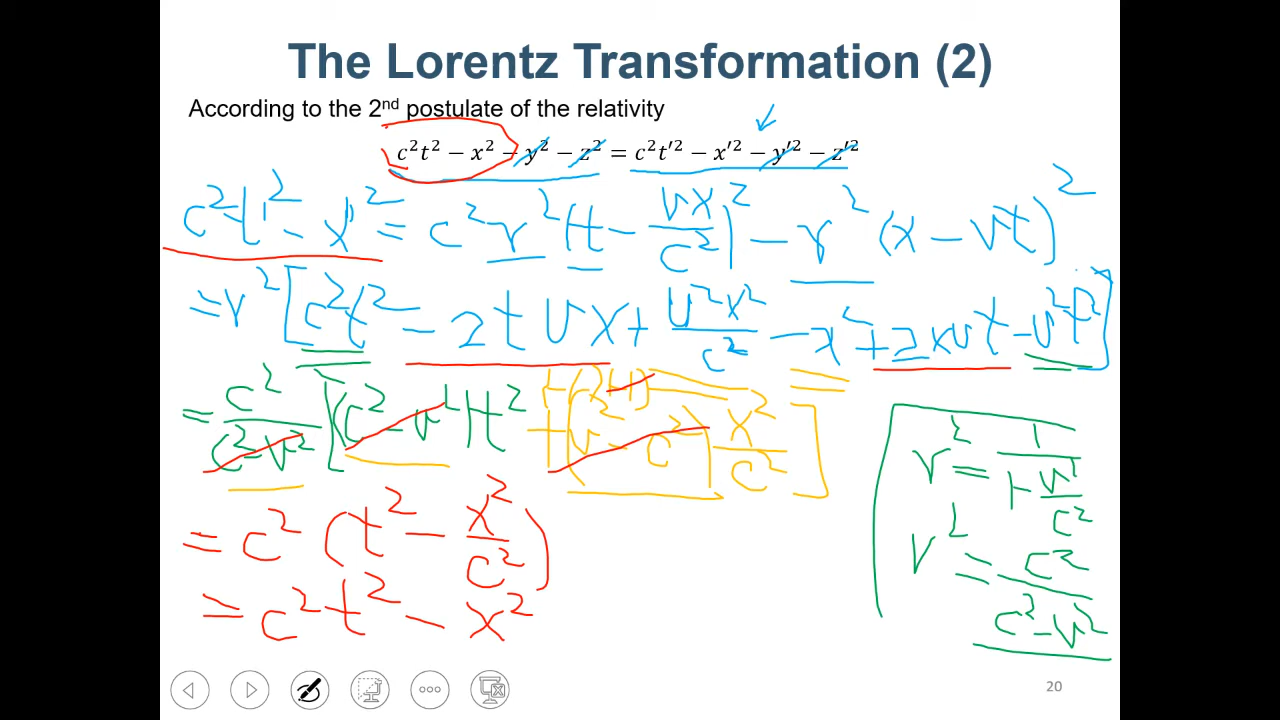 The Lorentz Transformation (2)
According to the 2nd postulate of the relativity
c²t² − x² − y² − z² = c²t′² − x′² − y′² − z′²
c²t'² − x'² = c²γ²(t − vx/c²)² − γ²(x − vt)²
= γ²[c²t² − 2tvx + v²x²/c² − x² + 2xvt − v²t²]
= c²/(c²−v²) [(c²−v²)t² + (v²−c²) x²/c²]
γ² = 1/(1−v²/c²)
= c²(t² − x²/c²)
γ² = c²/(c²−v²)
= c²t² − x²
20